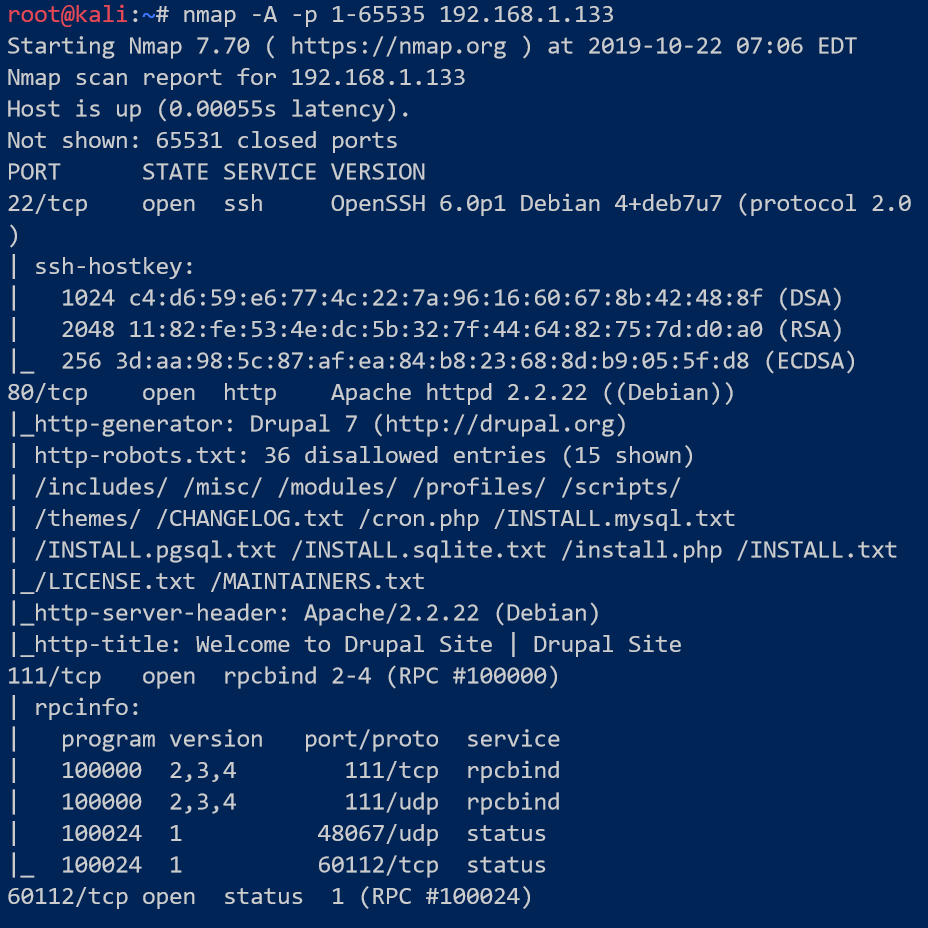 root@kali:~# nmap -A -p 1-65535 192.168.1.133
Starting Nmap 7.70 ( https://nmap.org ) at 2019-10-22 07:06 EDT
Nmap scan report for 192.168.1.133
Host is up (0.00055s latency).
Not shown: 65531 closed ports
PORT      STATE SERVICE VERSION
22/tcp    open  ssh     OpenSSH 6.0p1 Debian 4+deb7u7 (protocol 2.0
)
| ssh-hostkey:
|   1024 c4:d6:59:e6:77:4c:22:7a:96:16:60:67:8b:42:48:8f (DSA)
|   2048 11:82:fe:53:4e:dc:5b:32:7f:44:64:82:75:7d:d0:a0 (RSA)
|_  256 3d:aa:98:5c:87:af:ea:84:b8:23:68:8d:b9:05:5f:d8 (ECDSA)
80/tcp    open  http    Apache httpd 2.2.22 ((Debian))
|_http-generator: Drupal 7 (http://drupal.org)
| http-robots.txt: 36 disallowed entries (15 shown)
| /includes/ /misc/ /modules/ /profiles/ /scripts/
| /themes/ /CHANGELOG.txt /cron.php /INSTALL.mysql.txt
| /INSTALL.pgsql.txt /INSTALL.sqlite.txt /install.php /INSTALL.txt
|_/LICENSE.txt /MAINTAINERS.txt
|_http-server-header: Apache/2.2.22 (Debian)
|_http-title: Welcome to Drupal Site | Drupal Site
111/tcp   open  rpcbind 2-4 (RPC #100000)
| rpcinfo:
|   program version   port/proto  service
|   100000  2,3,4        111/tcp  rpcbind
|   100000  2,3,4        111/udp  rpcbind
|   100024  1          48067/udp  status
|_  100024  1          60112/tcp  status
60112/tcp open  status  1 (RPC #100024)